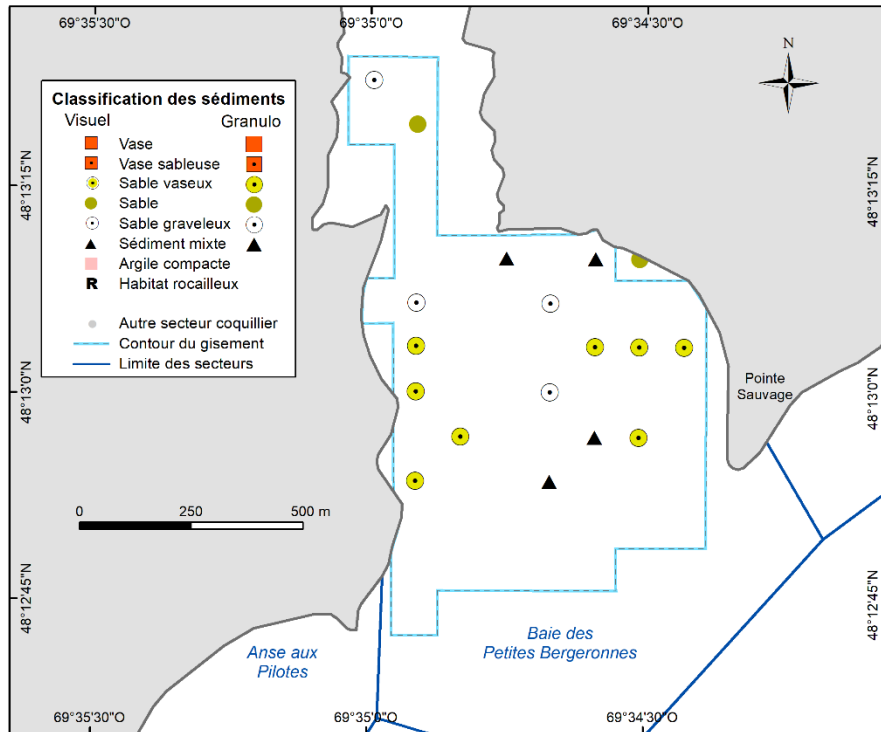 69°35'30"O 69°35'0"O 69°34'30"O
N
Classification des sédiments
Visuel Granulo
Vase
Vase sableuse
Sable vaseux
Sable
Sable graveleux
Sédiment mixte
Argile compacte
R Habitat rocailleux
Autre secteur coquillier
Contour du gisement
Limite des secteurs
48°13'15"N 48°13'15"N
48°13'0"N 48°13'0"N
48°12'45"N 48°12'45"N
Pointe
Sauvage
0 250 500 m
Anse aux
Pilotes
Baie des
Petites Bergeronnes
69°35'30"O 69°35'0"O 69°34'30"O